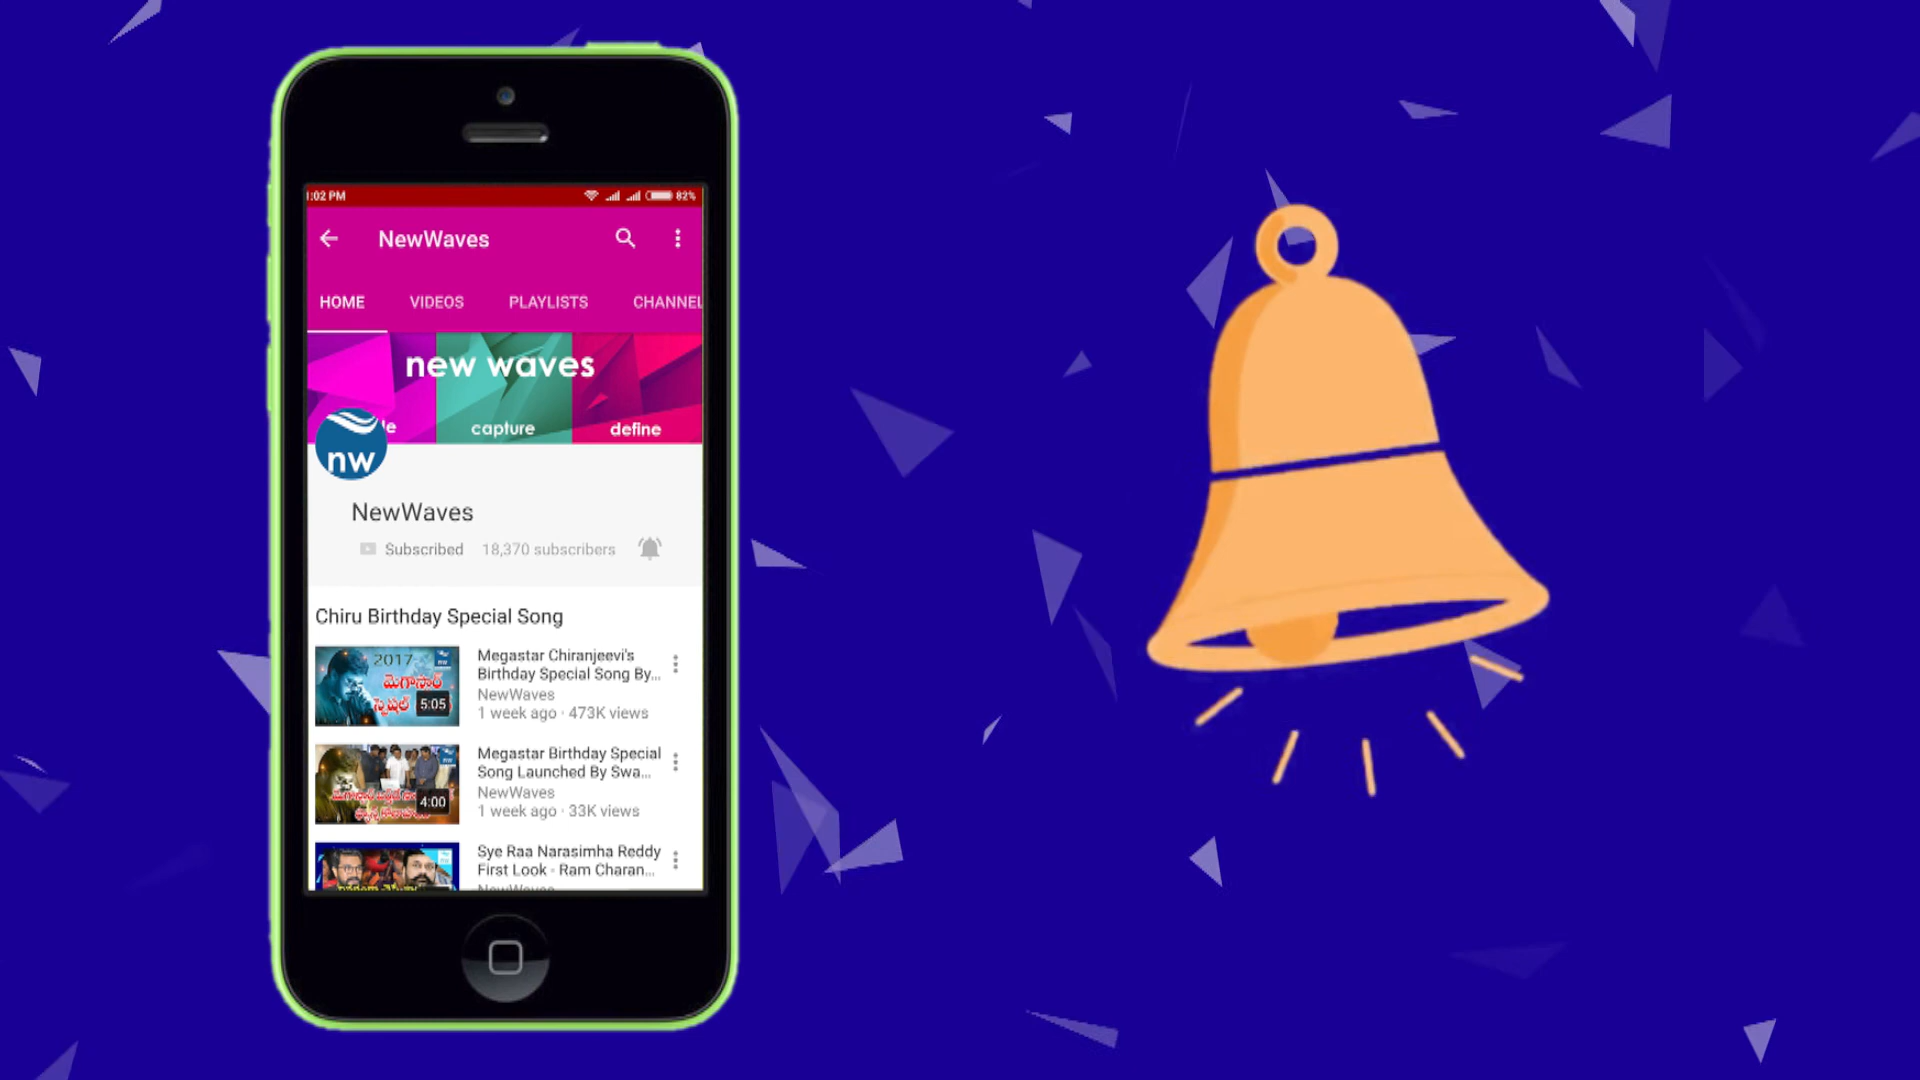 1:02 PM
82%
NewWaves
HOME VIDEOS PLAYLISTS CHANNEL
new waves
capture
define
nw
NewWaves
Subscribed 18,370 subscribers
Chiru Birthday Special Song
2017
మెగాస్టార్
స్పెషల్
5:05
Megastar Chiranjeevi's
Birthday Special Song By...
NewWaves
1 week ago · 473K views
4:00
Megastar Birthday Special
Song Launched By Swa...
NewWaves
1 week ago · 33K views
Sye Raa Narasimha Reddy
First Look - Ram Charan...
NewWaves